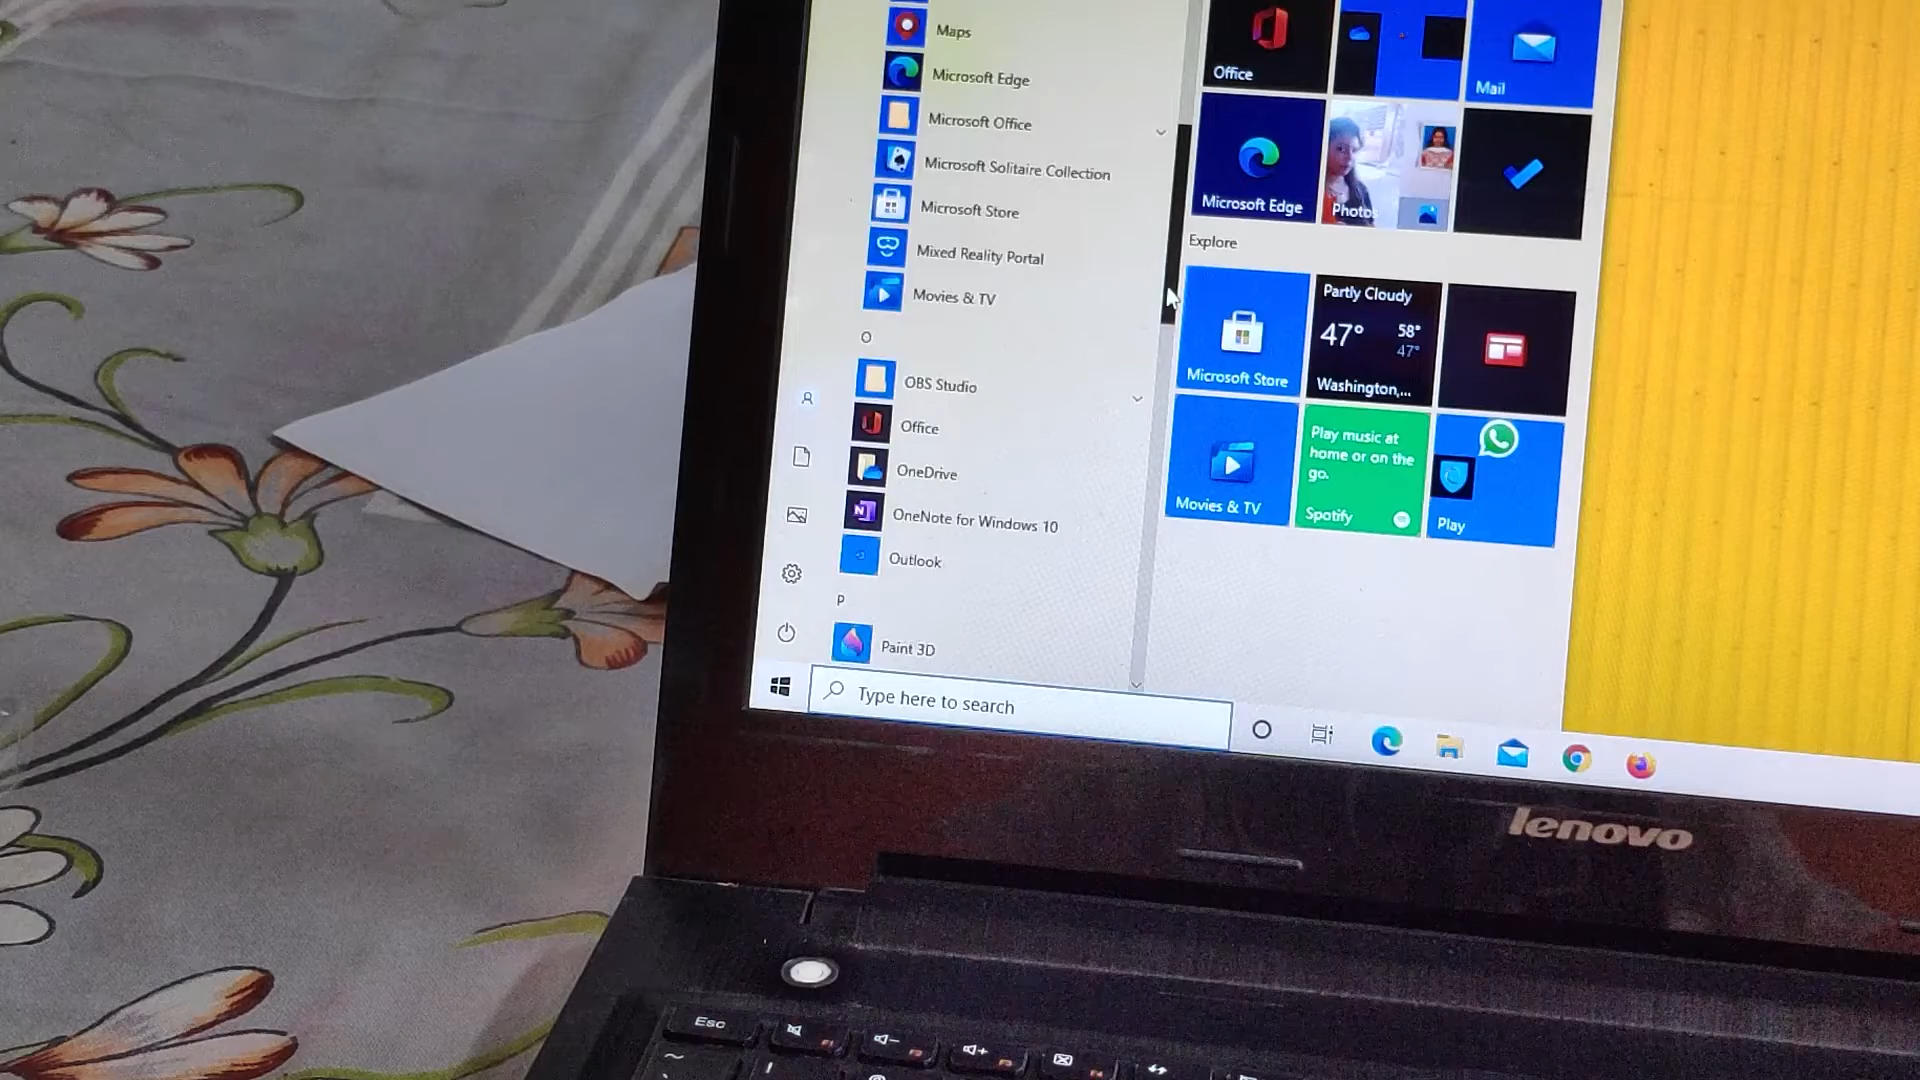 Maps
Microsoft Edge
Microsoft Office
Microsoft Solitaire Collection
Microsoft Store
Mixed Reality Portal
Movies & TV
O
OBS Studio
Office
OneDrive
OneNote for Windows 10
Outlook
P
Paint 3D
Office
Mail
Microsoft Edge
Photos
Explore
Microsoft Store
Partly Cloudy
47° 58°
47°
Washington,...
Movies & TV
Play music at
home or on the
go.
Spotify
Play
Type here to search
lenovo
Esc